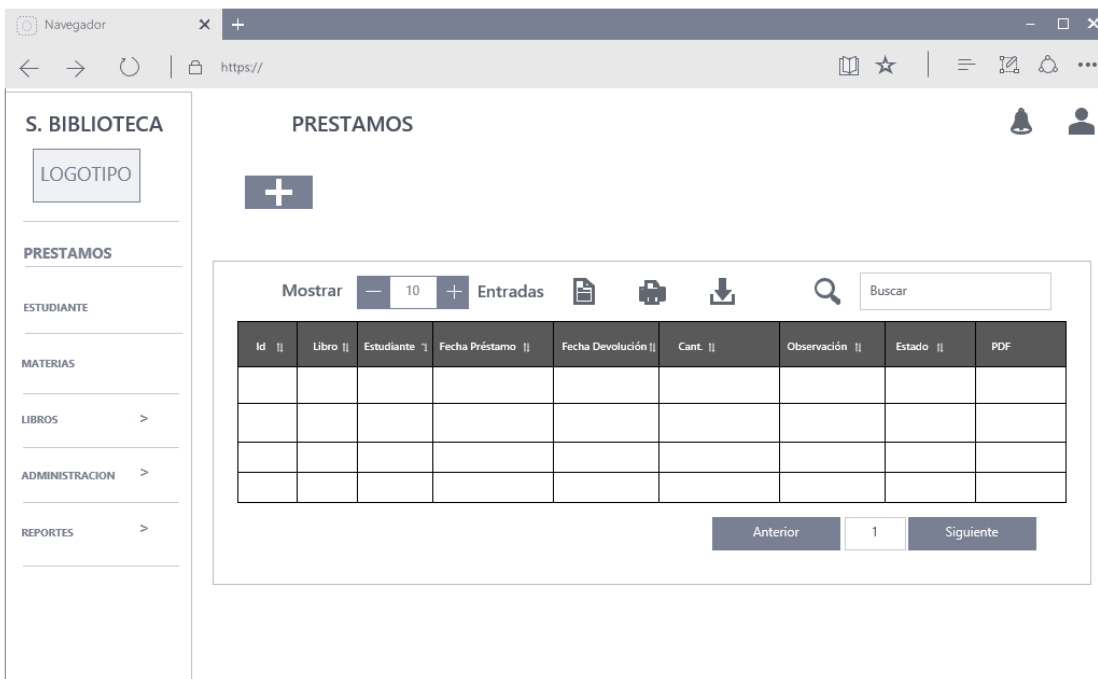 Navegador
https://
S. BIBLIOTECA
LOGOTIPO
PRESTAMOS
ESTUDIANTE
MATERIAS
LIBROS >
ADMINISTRACION >
REPORTES >
PRESTAMOS
Mostrar 10 Entradas Buscar
Id Libro Estudiante Fecha Préstamo Fecha Devolución Cant. Observación Estado PDF
Anterior 1 Siguiente